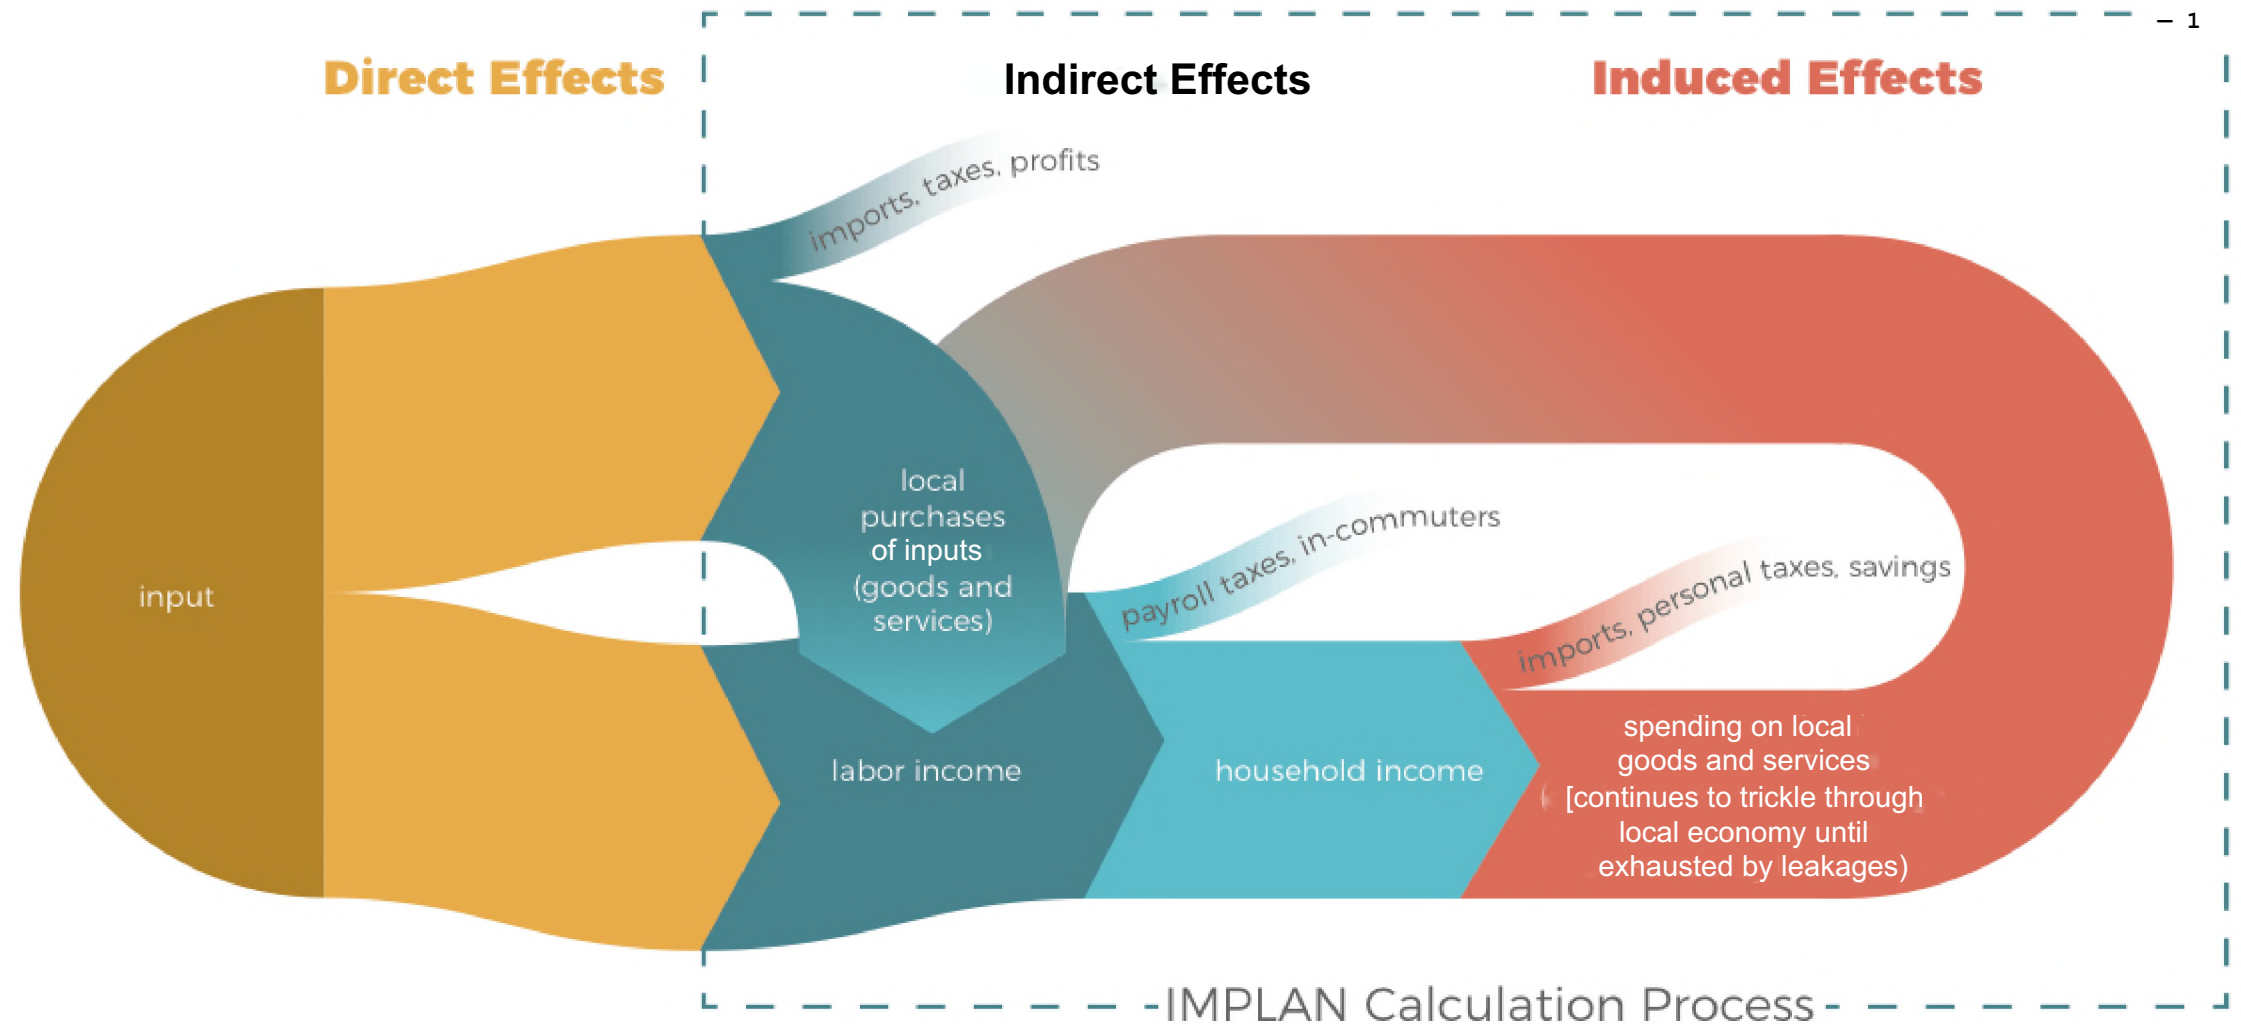 – 1
Direct Effects
Indirect Effects
Induced Effects
imports, taxes, profits
local
purchases
of inputs
(goods and
services)
input
payroll taxes, in-commuters
imports, personal taxes, savings
labor income
household income
spending on local
goods and services
( [continues to trickle through
local economy until
exhausted by leakages)
IMPLAN Calculation Process